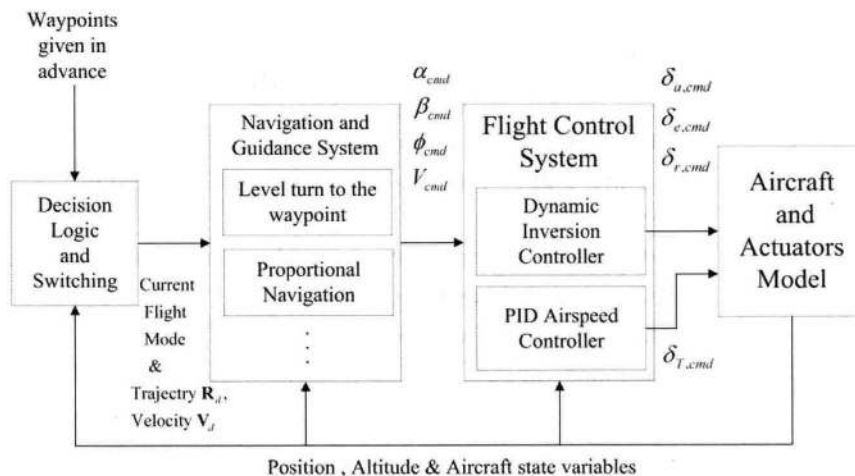 Waypoints
given in
advance
Decision
Logic
and
Switching
Current
Flight
Mode
&
Trajectry R_d,
Velocity V_d
Navigation and
Guidance System
Level turn to the
waypoint
Proportional
Navigation
⋮
α_cmd
β_cmd
ϕ_cmd
V_cmd
Flight Control
System
Dynamic
Inversion
Controller
PID Airspeed
Controller
δ_a.cmd
δ_e.cmd
δ_r.cmd
δ_T.cmd
Aircraft
and
Actuators
Model
Position , Altitude & Aircraft state variables